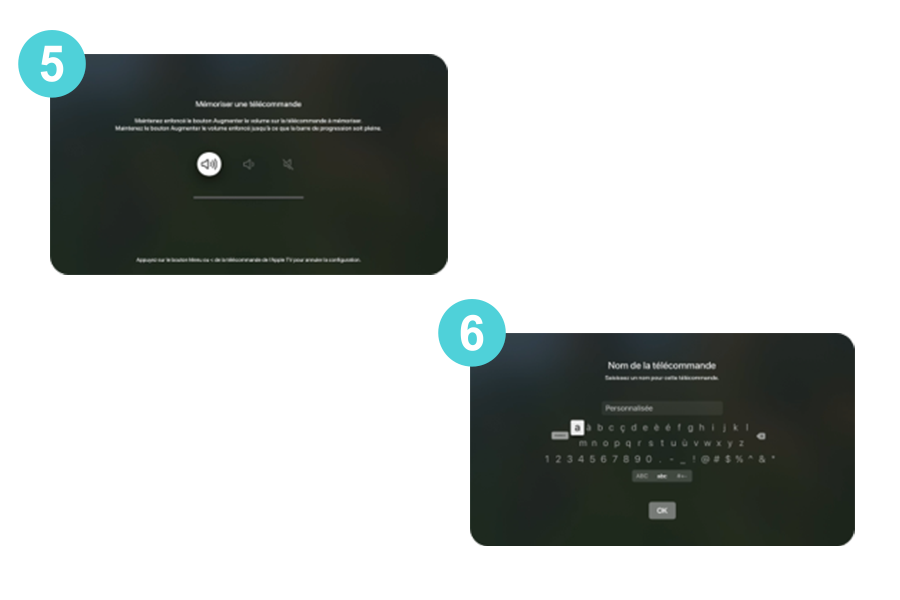 5
Mémoriser une télécommande
Maintenez enfoncé le bouton Augmenter le volume sur la télécommande à mémoriser.
Maintenez le bouton Augmenter le volume enfoncé jusqu'à ce que la barre de progression soit pleine.
Appuyez sur le bouton Menu ou < de la télécommande de l'Apple TV pour annuler la configuration.
6
Nom de la télécommande
Saisissez un nom pour cette télécommande.
Personnalisée
a à b c ç d e é è f g h i j k l
m n o p q r s t u ù v w x y z
1 2 3 4 5 6 7 8 9 0 . - _ ! @ # $ % ^ & *
ABC abc #+-
OK